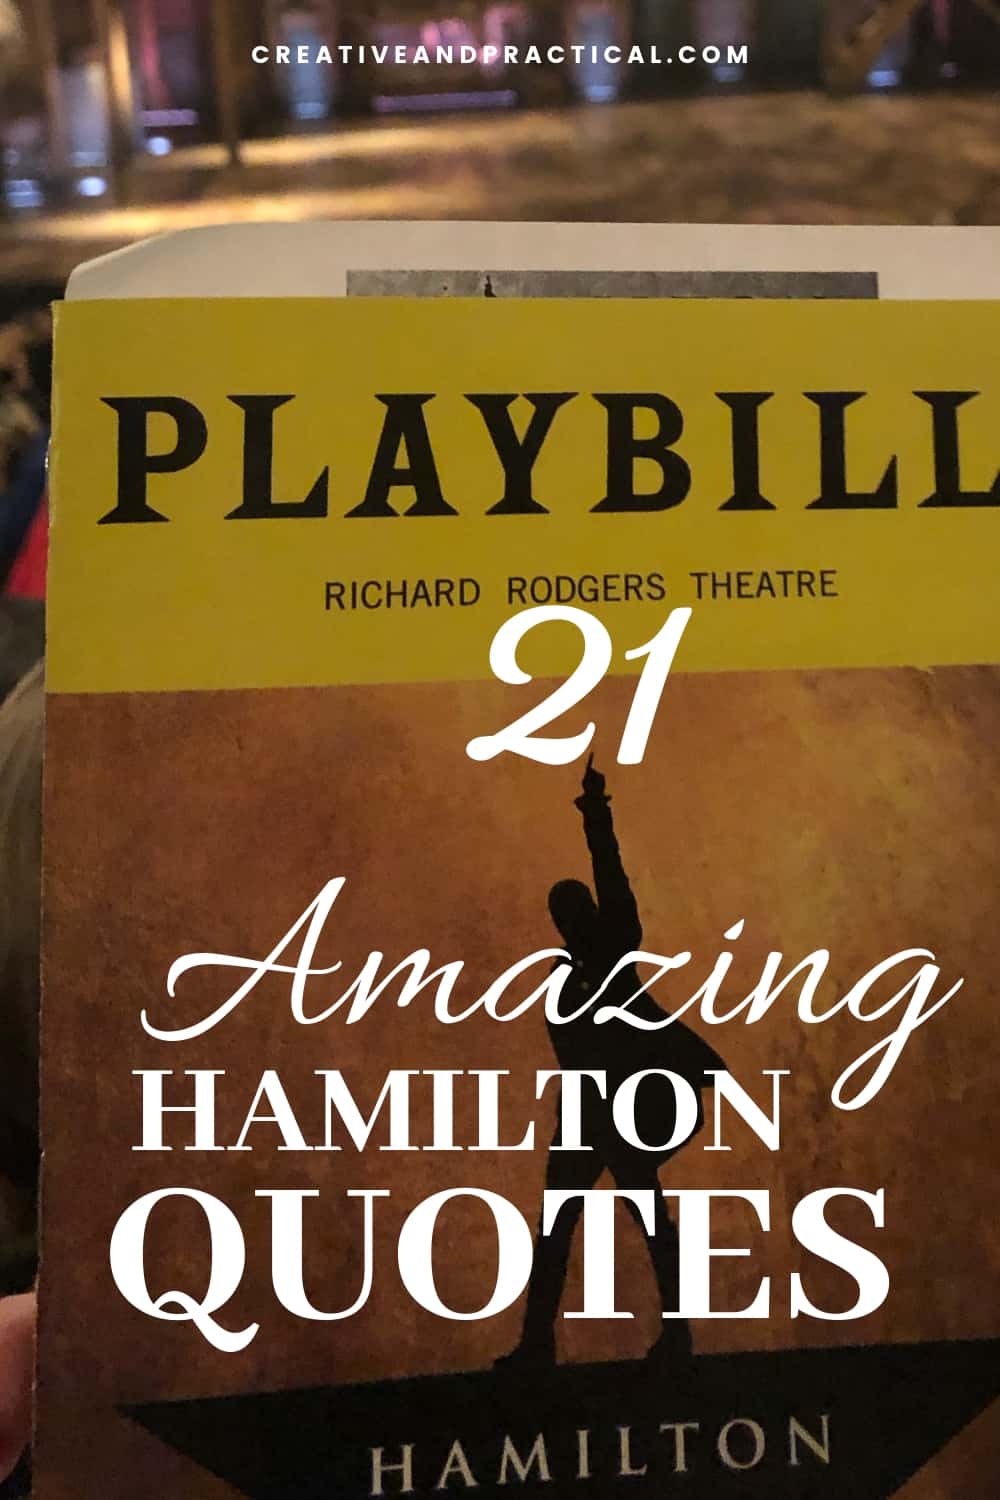 CREATIVEANDPRACTICAL.COM
PLAYBILL
RICHARD RODGERS THEATRE
21
Amazing
HAMILTON
QUOTES
HAMILTON